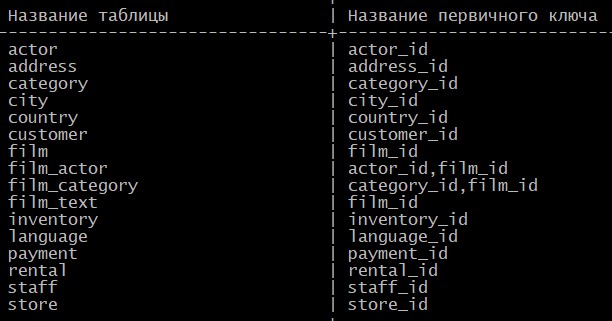 Название таблицы | Название первичного ключа
---------------------------------+----------------------------
actor | actor_id
address | address_id
category | category_id
city | city_id
country | country_id
customer | customer_id
film | film_id
film_actor | actor_id,film_id
film_category | category_id,film_id
film_text | film_id
inventory | inventory_id
language | language_id
payment | payment_id
rental | rental_id
staff | staff_id
store | store_id